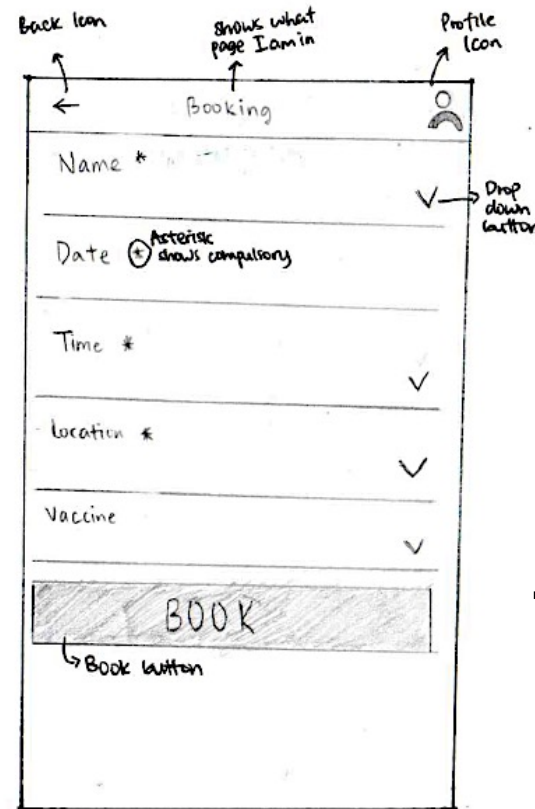 Back Icon
shows what
page I am in
Profile
Icon
Booking
Name *
Drop
down
button
Date *
Asterisk
shows compulsory
Time *
Location *
Vaccine
BOOK
Book button